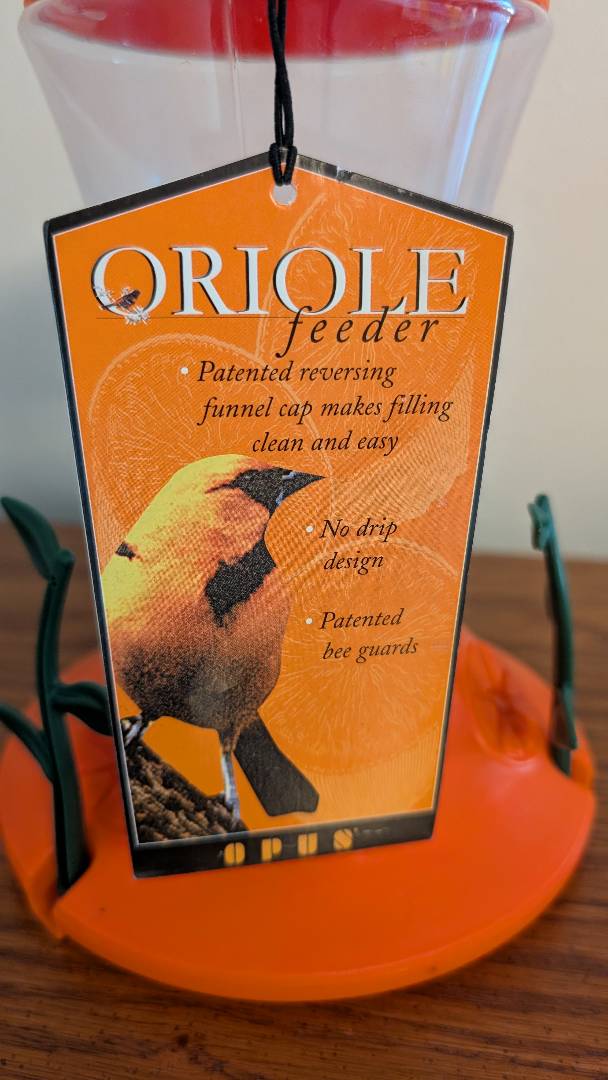 ORIOLE
feeder
• Patented reversing
funnel cap makes filling
clean and easy
• No drip
design
• Patented
bee guards
OPUS